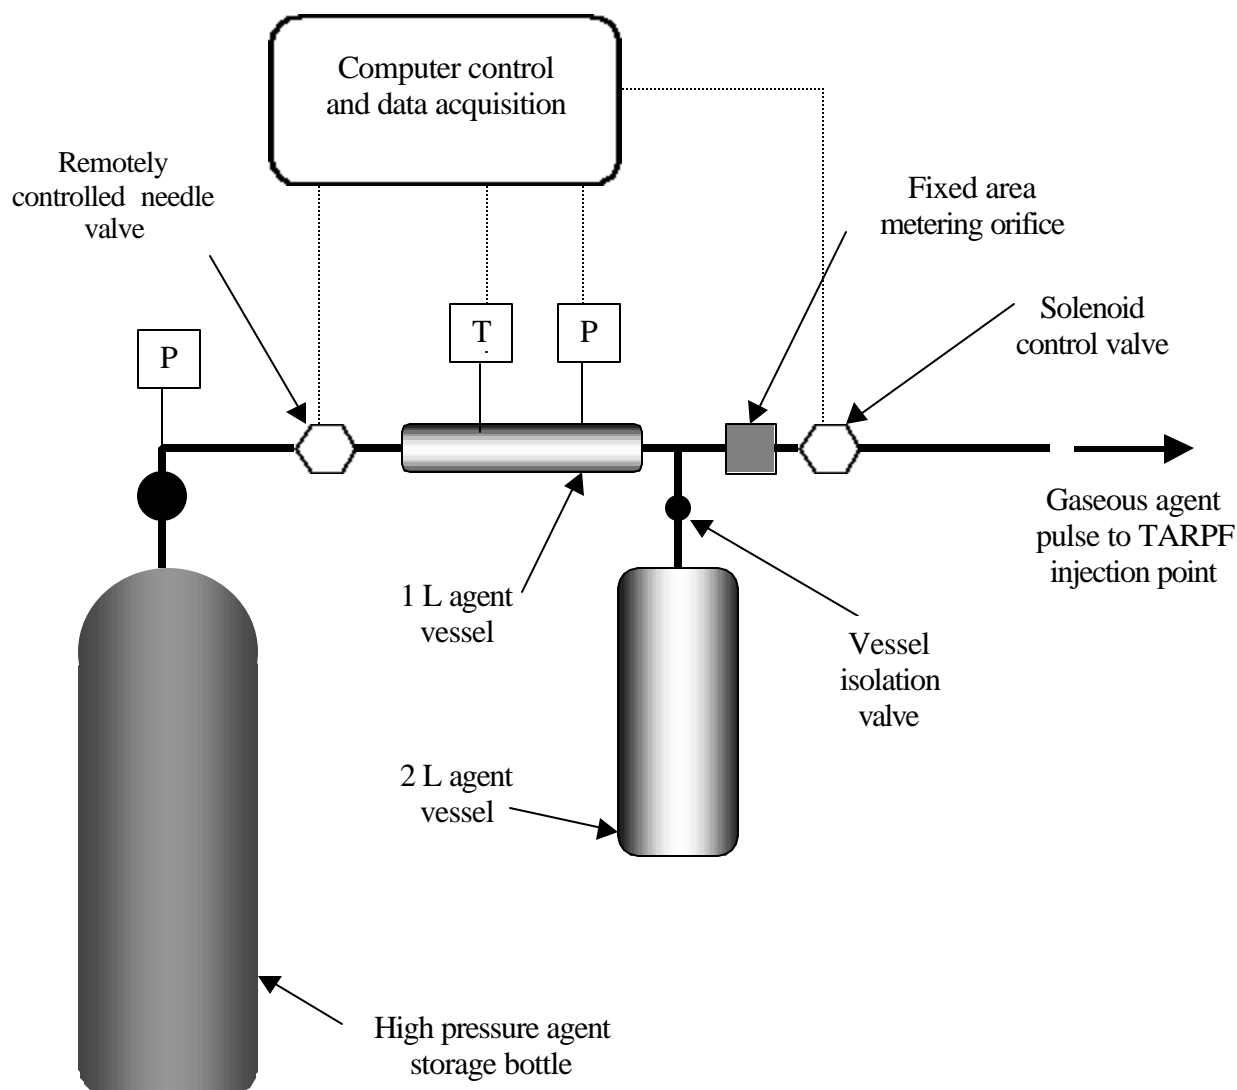 Computer control
and data acquisition
Remotely
controlled needle
valve
Fixed area
metering orifice
Solenoid
control valve
P
T
P
Gaseous agent
pulse to TARPF
injection point
1 L agent
vessel
Vessel
isolation
valve
2 L agent
vessel
High pressure agent
storage bottle